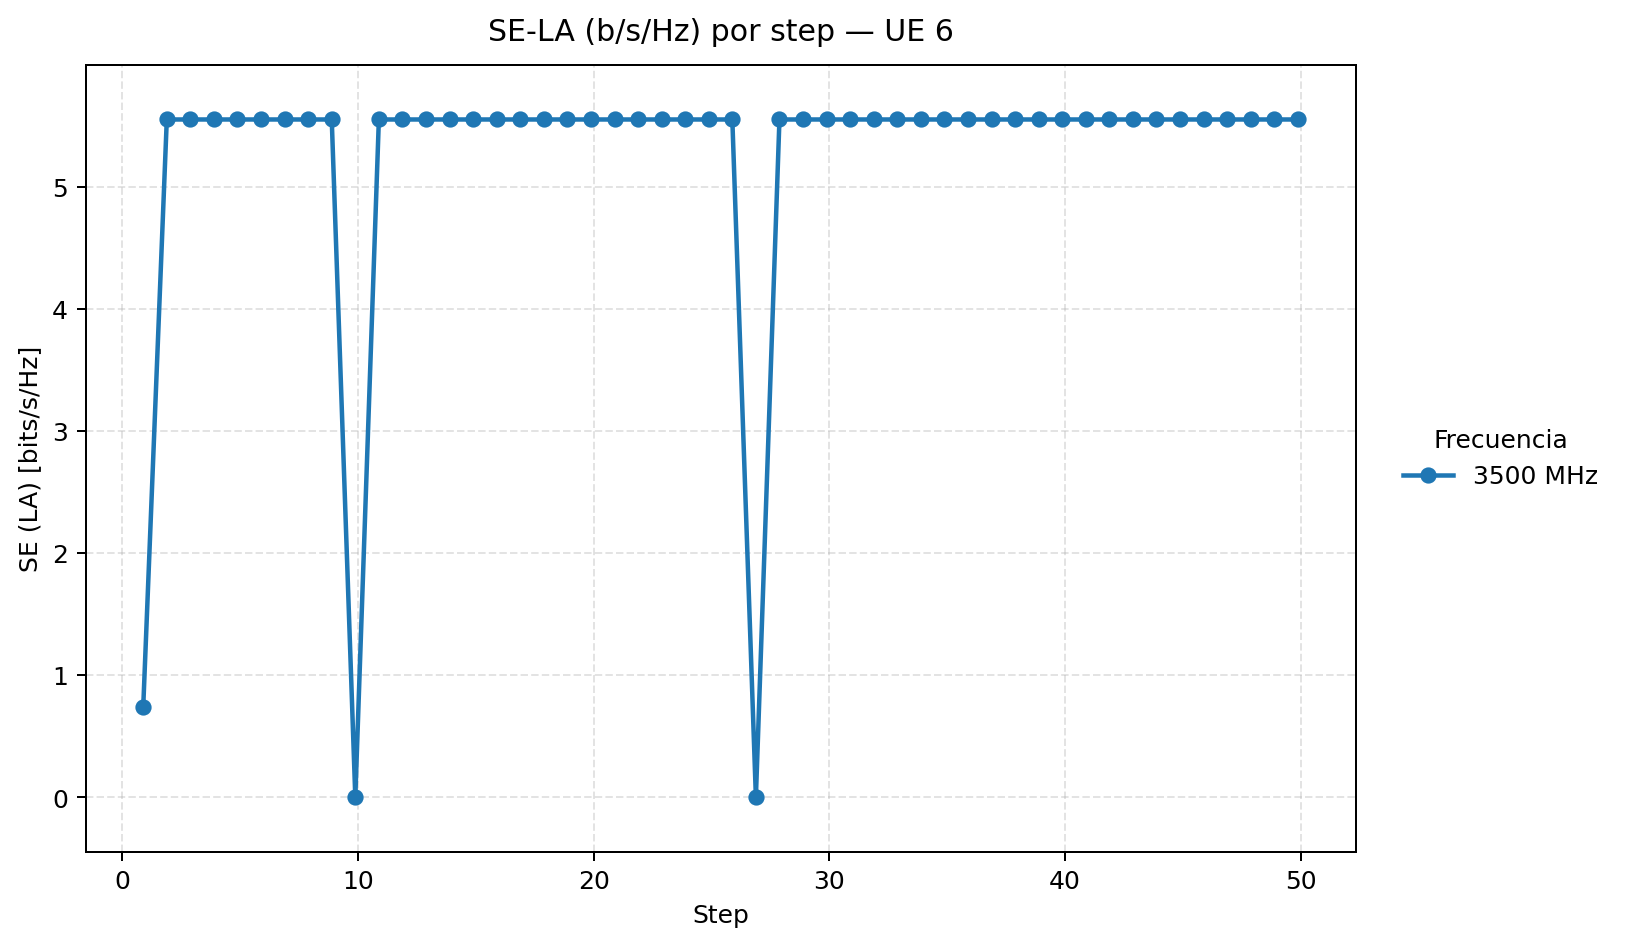 SE-LA (b/s/Hz) por step — UE 6
SE (LA) [bits/s/Hz]
5
4
3
2
1
0
0 10 20 30 40 50
Step
Frecuencia
3500 MHz